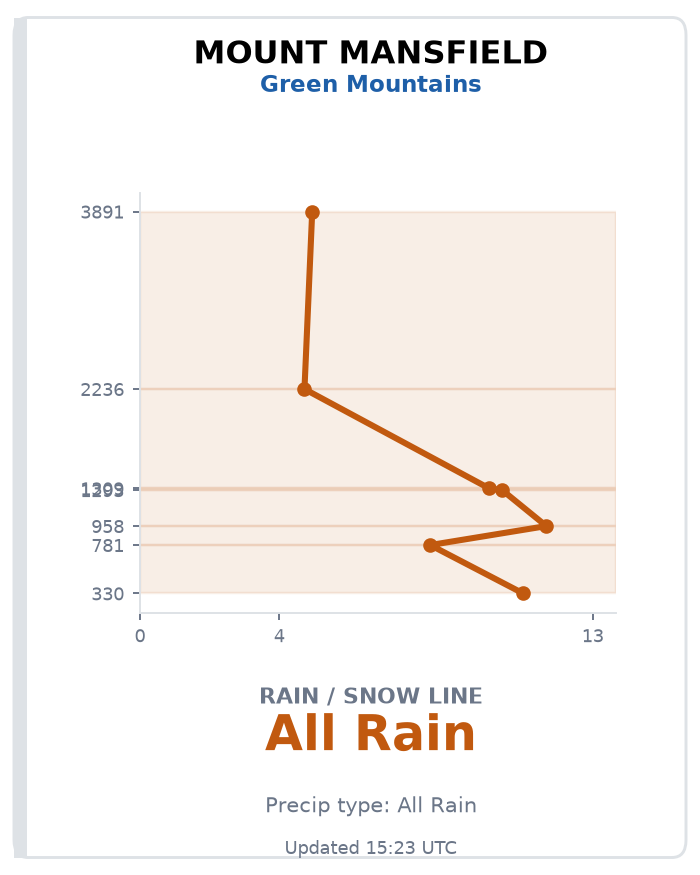 MOUNT MANSFIELD
Green Mountains
3891
2236
958
781
330
0 4 13
RAIN / SNOW LINE
All Rain
Precip type: All Rain
Updated 15:23 UTC